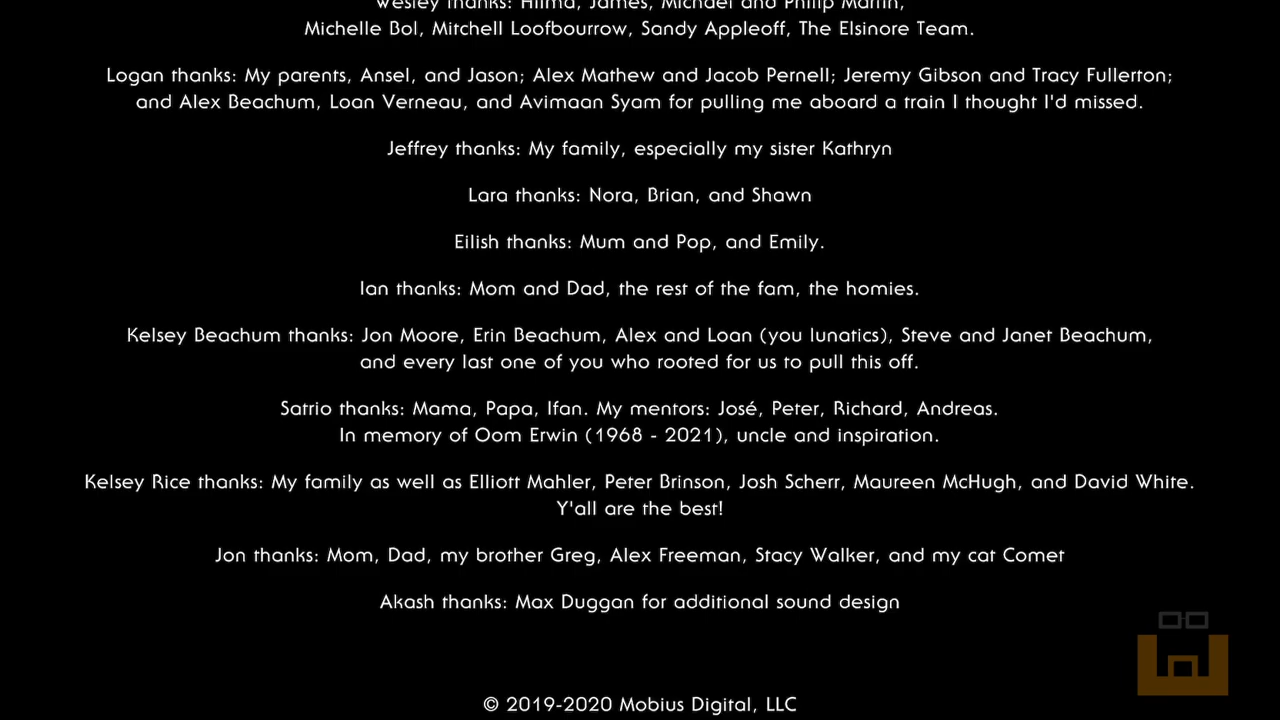 Wesley thanks: Hilma, James, Michael and Philip Martin,
Michelle Bol, Mitchell Loofbourrow, Sandy Appleoff, The Elsinore Team.
Logan thanks: My parents, Ansel, and Jason; Alex Mathew and Jacob Pernell; Jeremy Gibson and Tracy Fullerton;
and Alex Beachum, Loan Verneau, and Avimaan Syam for pulling me aboard a train I thought I'd missed.
Jeffrey thanks: My family, especially my sister Kathryn
Lara thanks: Nora, Brian, and Shawn
Eilish thanks: Mum and Pop, and Emily.
Ian thanks: Mom and Dad, the rest of the fam, the homies.
Kelsey Beachum thanks: Jon Moore, Erin Beachum, Alex and Loan (you lunatics), Steve and Janet Beachum,
and every last one of you who rooted for us to pull this off.
Satrio thanks: Mama, Papa, Ifan. My mentors: José, Peter, Richard, Andreas.
In memory of Oom Erwin (1968 - 2021), uncle and inspiration.
Kelsey Rice thanks: My family as well as Elliott Mahler, Peter Brinson, Josh Scherr, Maureen McHugh, and David White.
Y'all are the best!
Jon thanks: Mom, Dad, my brother Greg, Alex Freeman, Stacy Walker, and my cat Comet
Akash thanks: Max Duggan for additional sound design
© 2019-2020 Mobius Digital, LLC